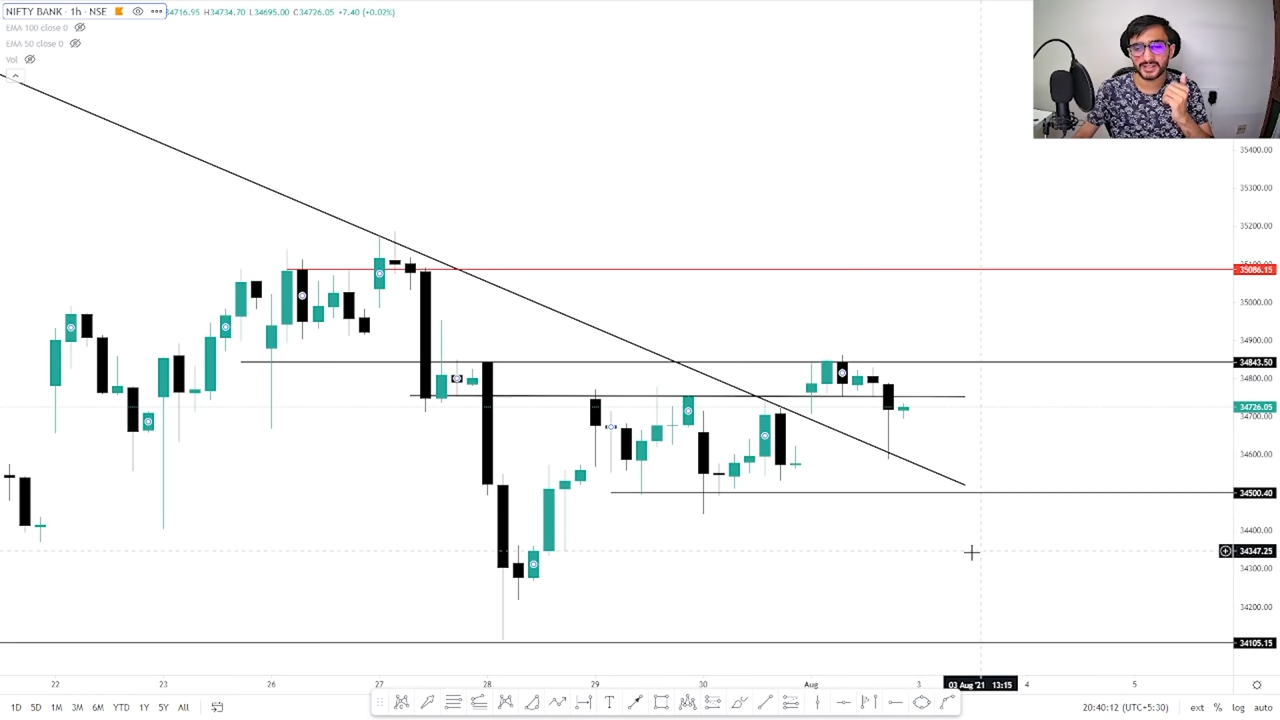 NIFTY BANK · 1h · NSE
34716.95 H34734.70 L34695.00 C34726.05 +7.40 (+0.02%)
EMA 100 close 0
EMA 50 close 0
Vol
35400.00
35300.00
35200.00
35086.15
35000.00
34900.00
34843.50
34800.00
34726.05
34700.00
34600.00
34500.40
34400.00
34347.25
34300.00
34200.00
34105.15
22 23 26 27 28 29 30 Aug 3 03 Aug '21 13:15 4 5
1D 5D 1M 3M 6M YTD 1Y 5Y All
20:40:12 (UTC+5:30) ext % log auto